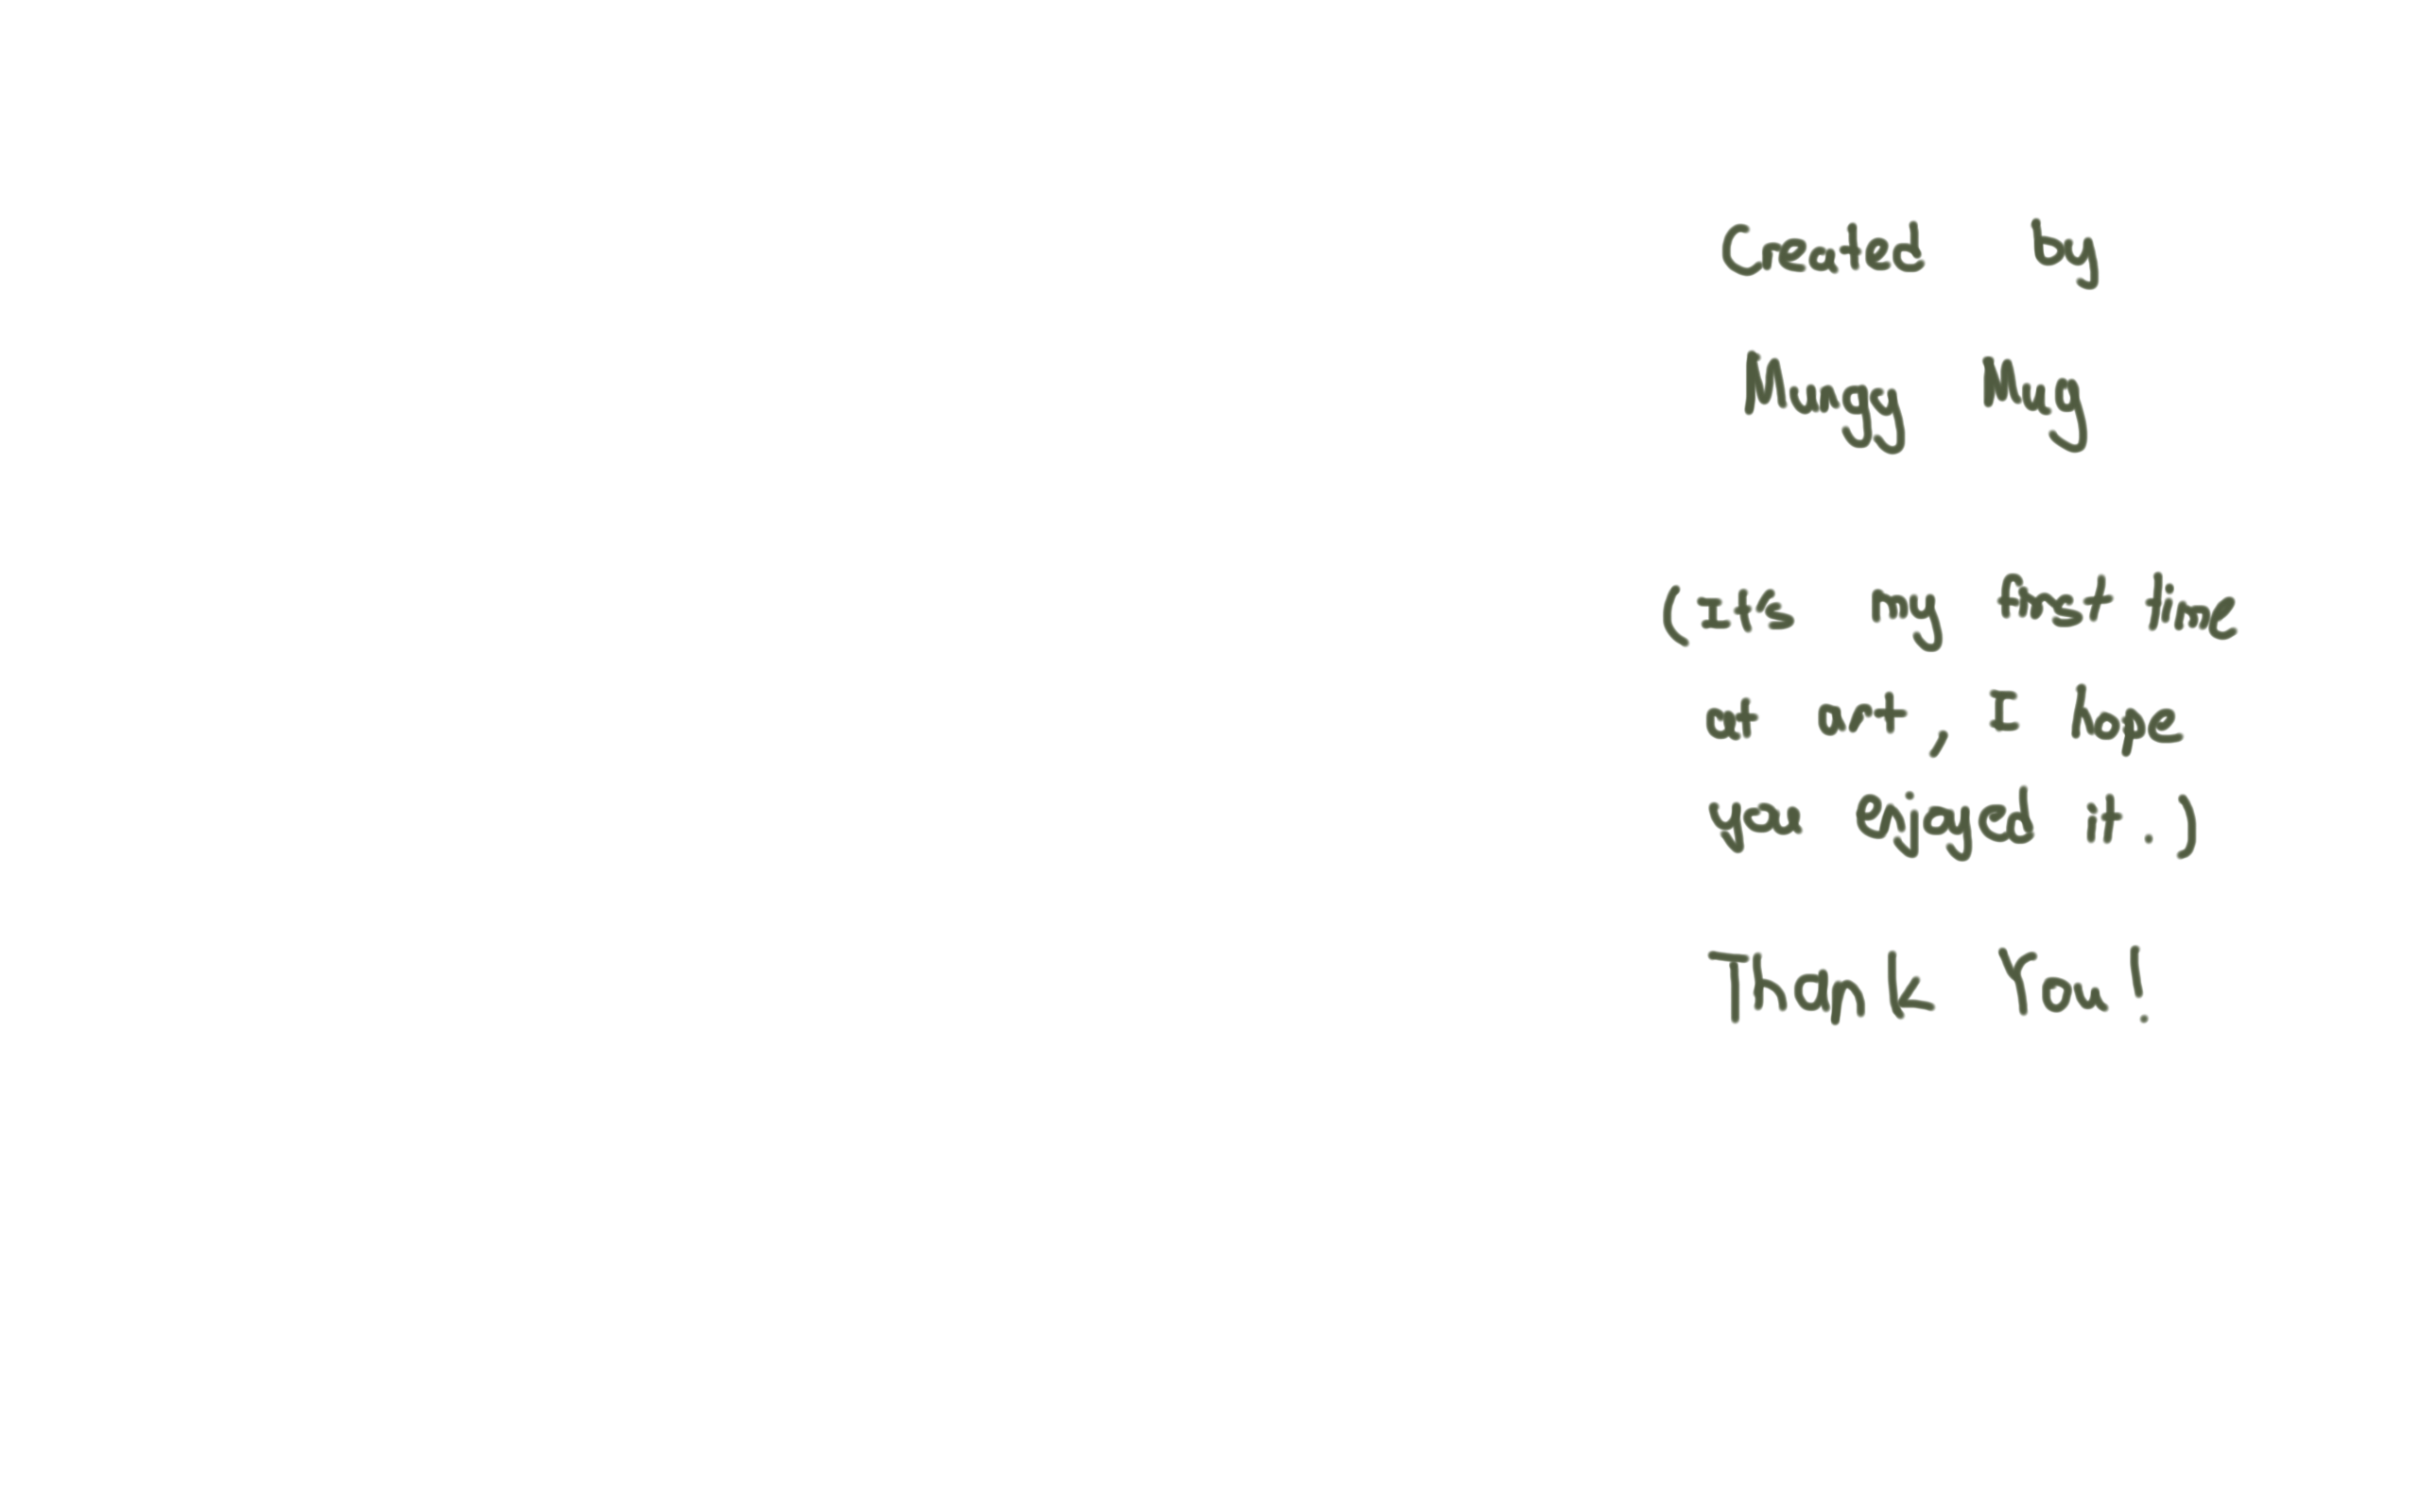 Created by
Mungy Mug
(It's my first time
at art, I hope
you enjoyed it.)
Thank You!